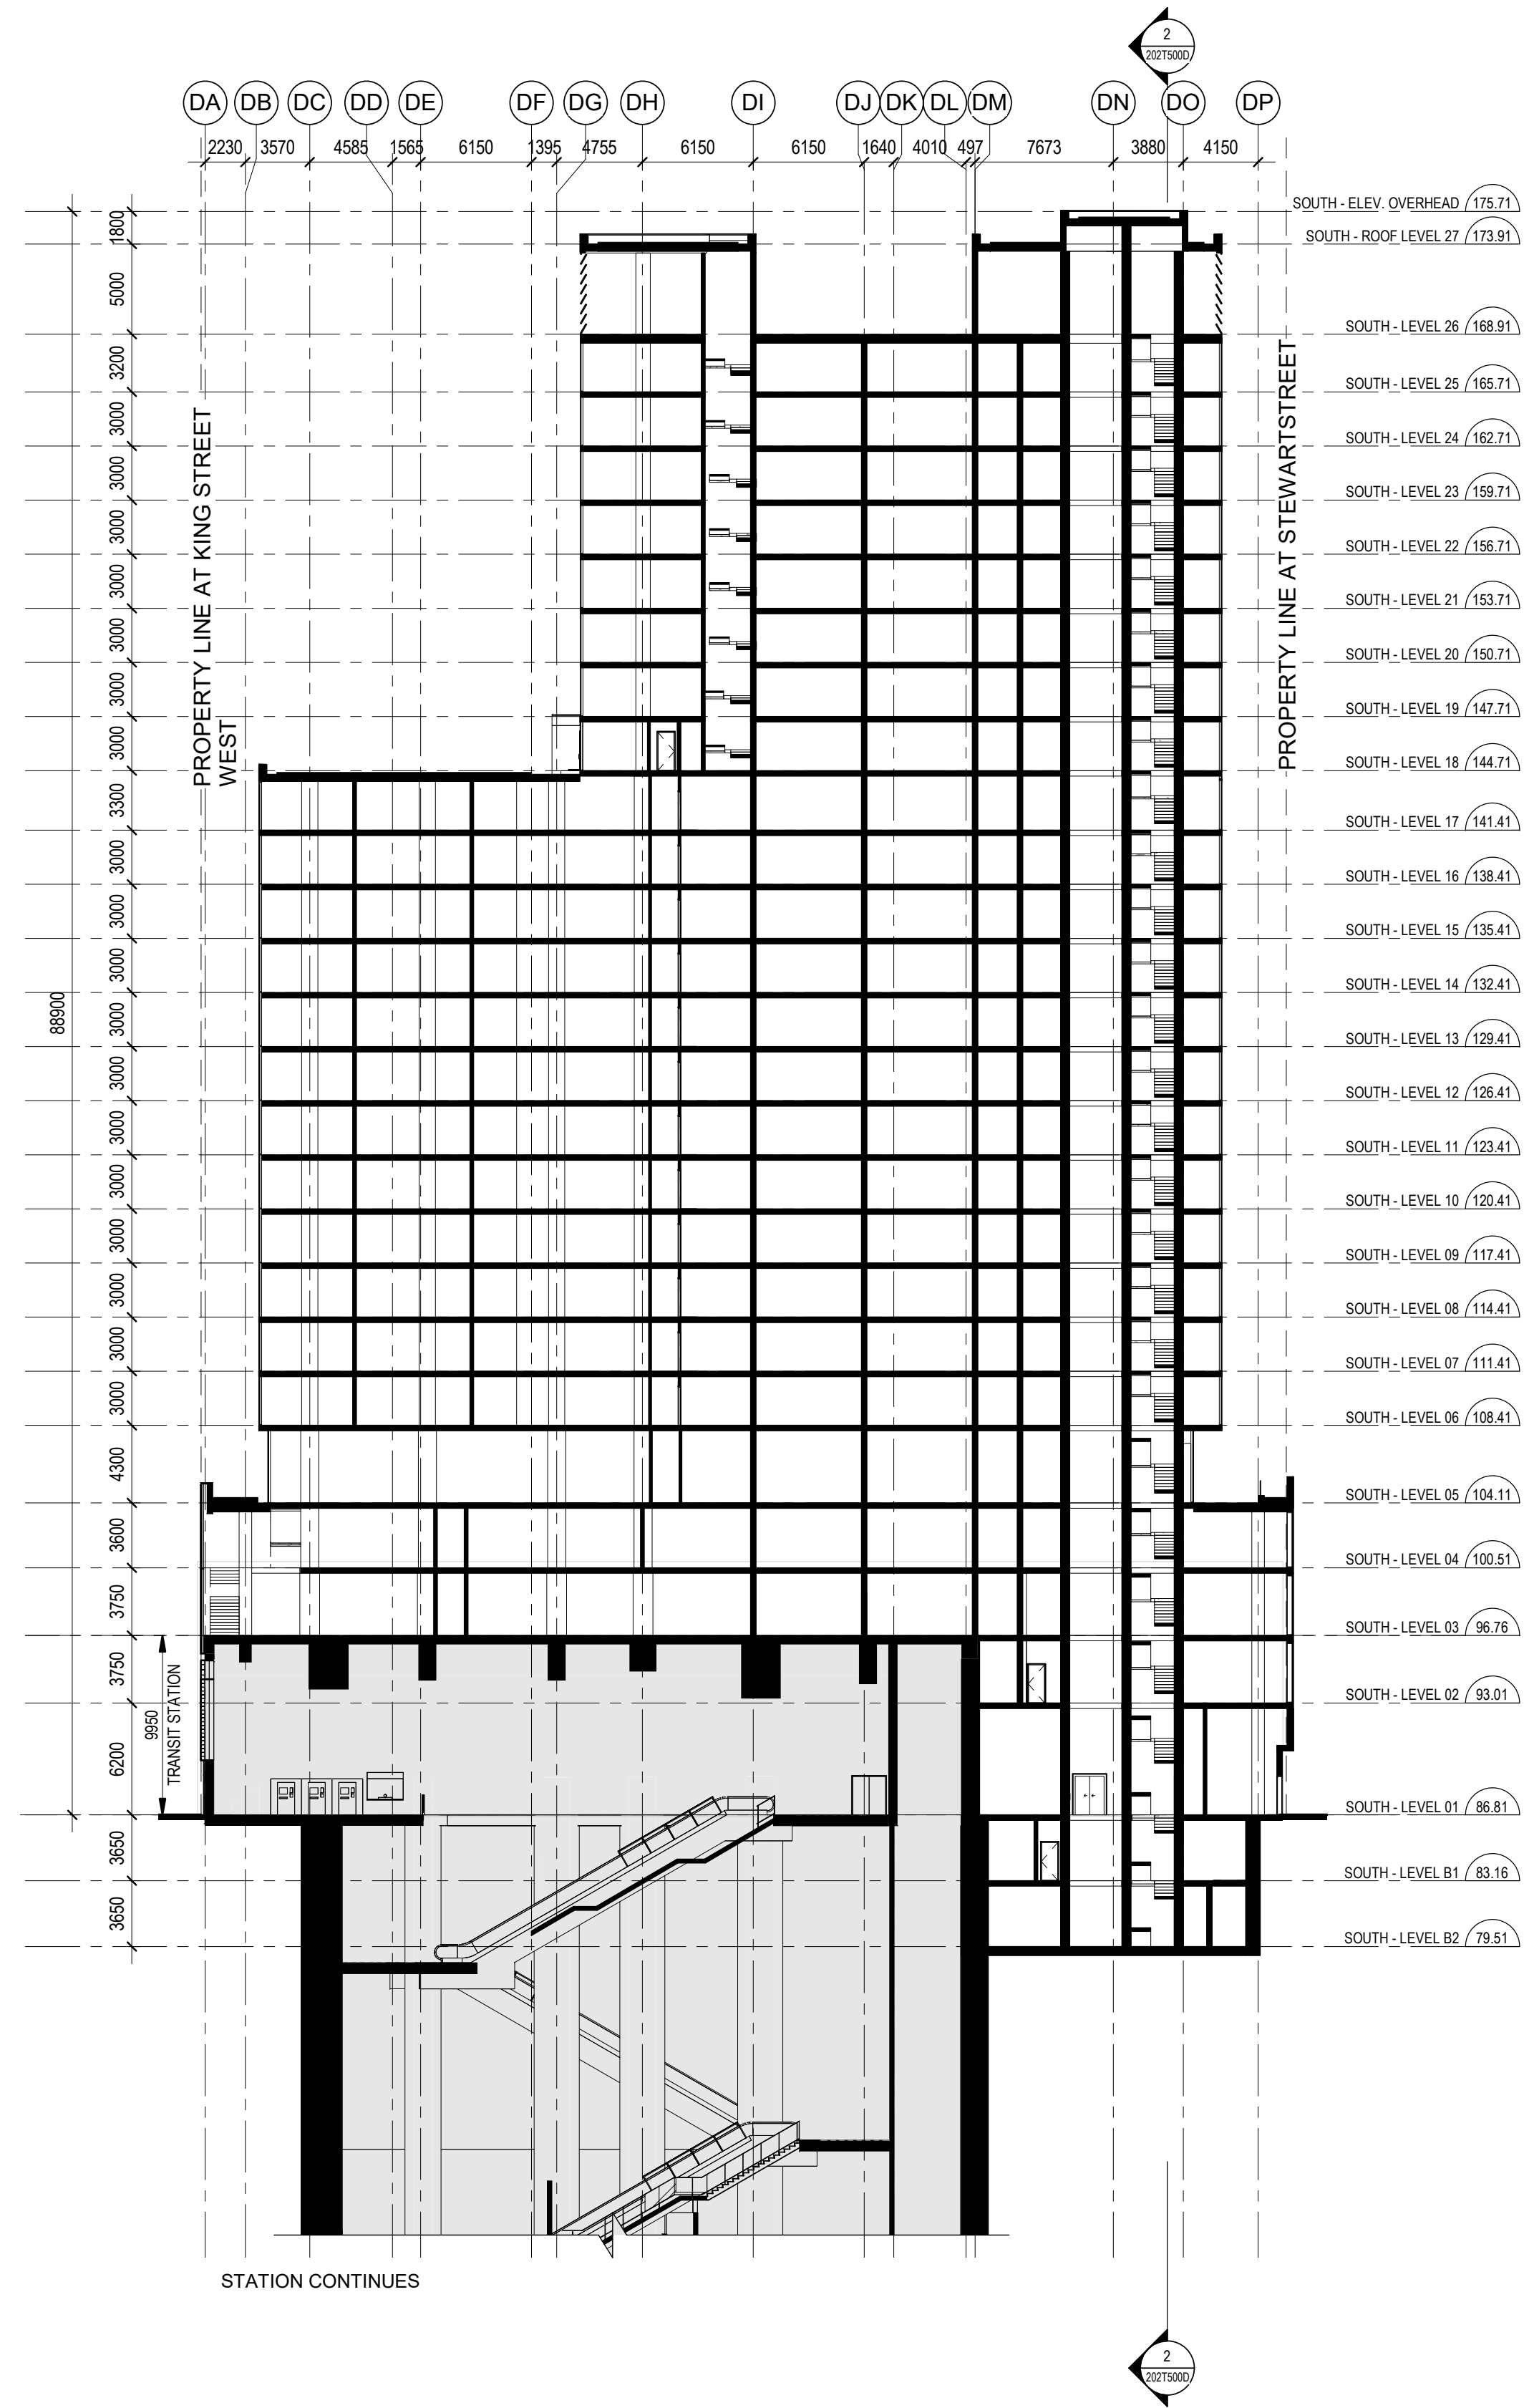 2
202T500D
DA DB DC DD DE DF DG DH DI DJ DK DL DM DN DO DP
2230 3570 4585 1565 6150 1395 4755 6150 6150 1640 4010 497 7673 3880 4150
SOUTH - ELEV. OVERHEAD 175.71
1800
SOUTH - ROOF LEVEL 27 173.91
5000
SOUTH - LEVEL 26 168.91
3200
SOUTH - LEVEL 25 165.71
3000
SOUTH - LEVEL 24 162.71
3000
SOUTH - LEVEL 23 159.71
3000
SOUTH - LEVEL 22 156.71
3000
SOUTH - LEVEL 21 153.71
3000
SOUTH - LEVEL 20 150.71
3000
SOUTH - LEVEL 19 147.71
3000
SOUTH - LEVEL 18 144.71
3300
SOUTH - LEVEL 17 141.41
3000
SOUTH - LEVEL 16 138.41
3000
SOUTH - LEVEL 15 135.41
3000
SOUTH - LEVEL 14 132.41
3000
SOUTH - LEVEL 13 129.41
3000
SOUTH - LEVEL 12 126.41
3000
SOUTH - LEVEL 11 123.41
3000
SOUTH - LEVEL 10 120.41
3000
SOUTH - LEVEL 09 117.41
3000
SOUTH - LEVEL 08 114.41
3000
SOUTH - LEVEL 07 111.41
3000
SOUTH - LEVEL 06 108.41
4300
SOUTH - LEVEL 05 104.11
3600
SOUTH - LEVEL 04 100.51
3750
SOUTH - LEVEL 03 96.76
3750
SOUTH - LEVEL 02 93.01
6200
SOUTH - LEVEL 01 86.81
3650
SOUTH - LEVEL B1 83.16
3650
SOUTH - LEVEL B2 79.51
88900
PROPERTY LINE AT KING STREET
WEST
PROPERTY LINE AT STEWARTSTREET
9950
TRANSIT STATION
STATION CONTINUES
2
202T500D